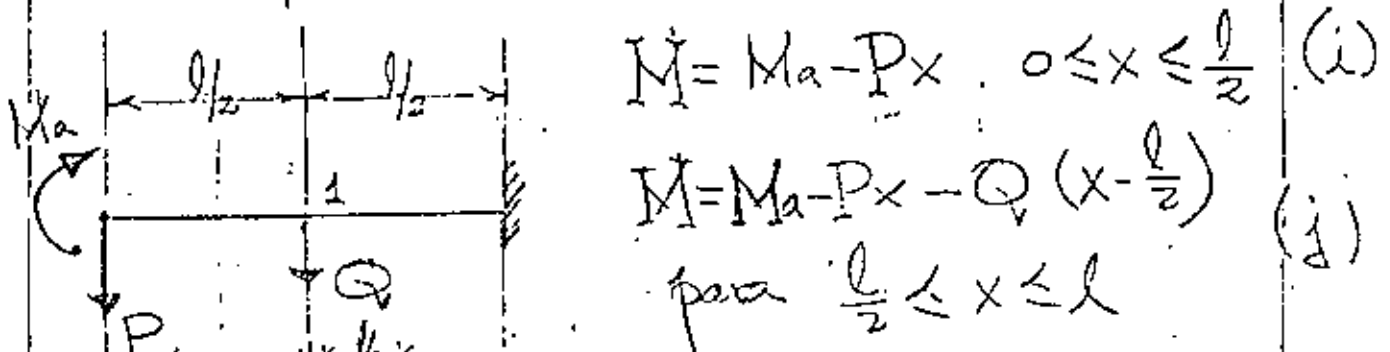 l/2 l/2
Ma
1
Q
P
M = Ma - Px . 0 ≤ x ≤ l/2 (i)
M = Ma - Px - Q (x - l/2) (j)
para l/2 ≤ x ≤ l